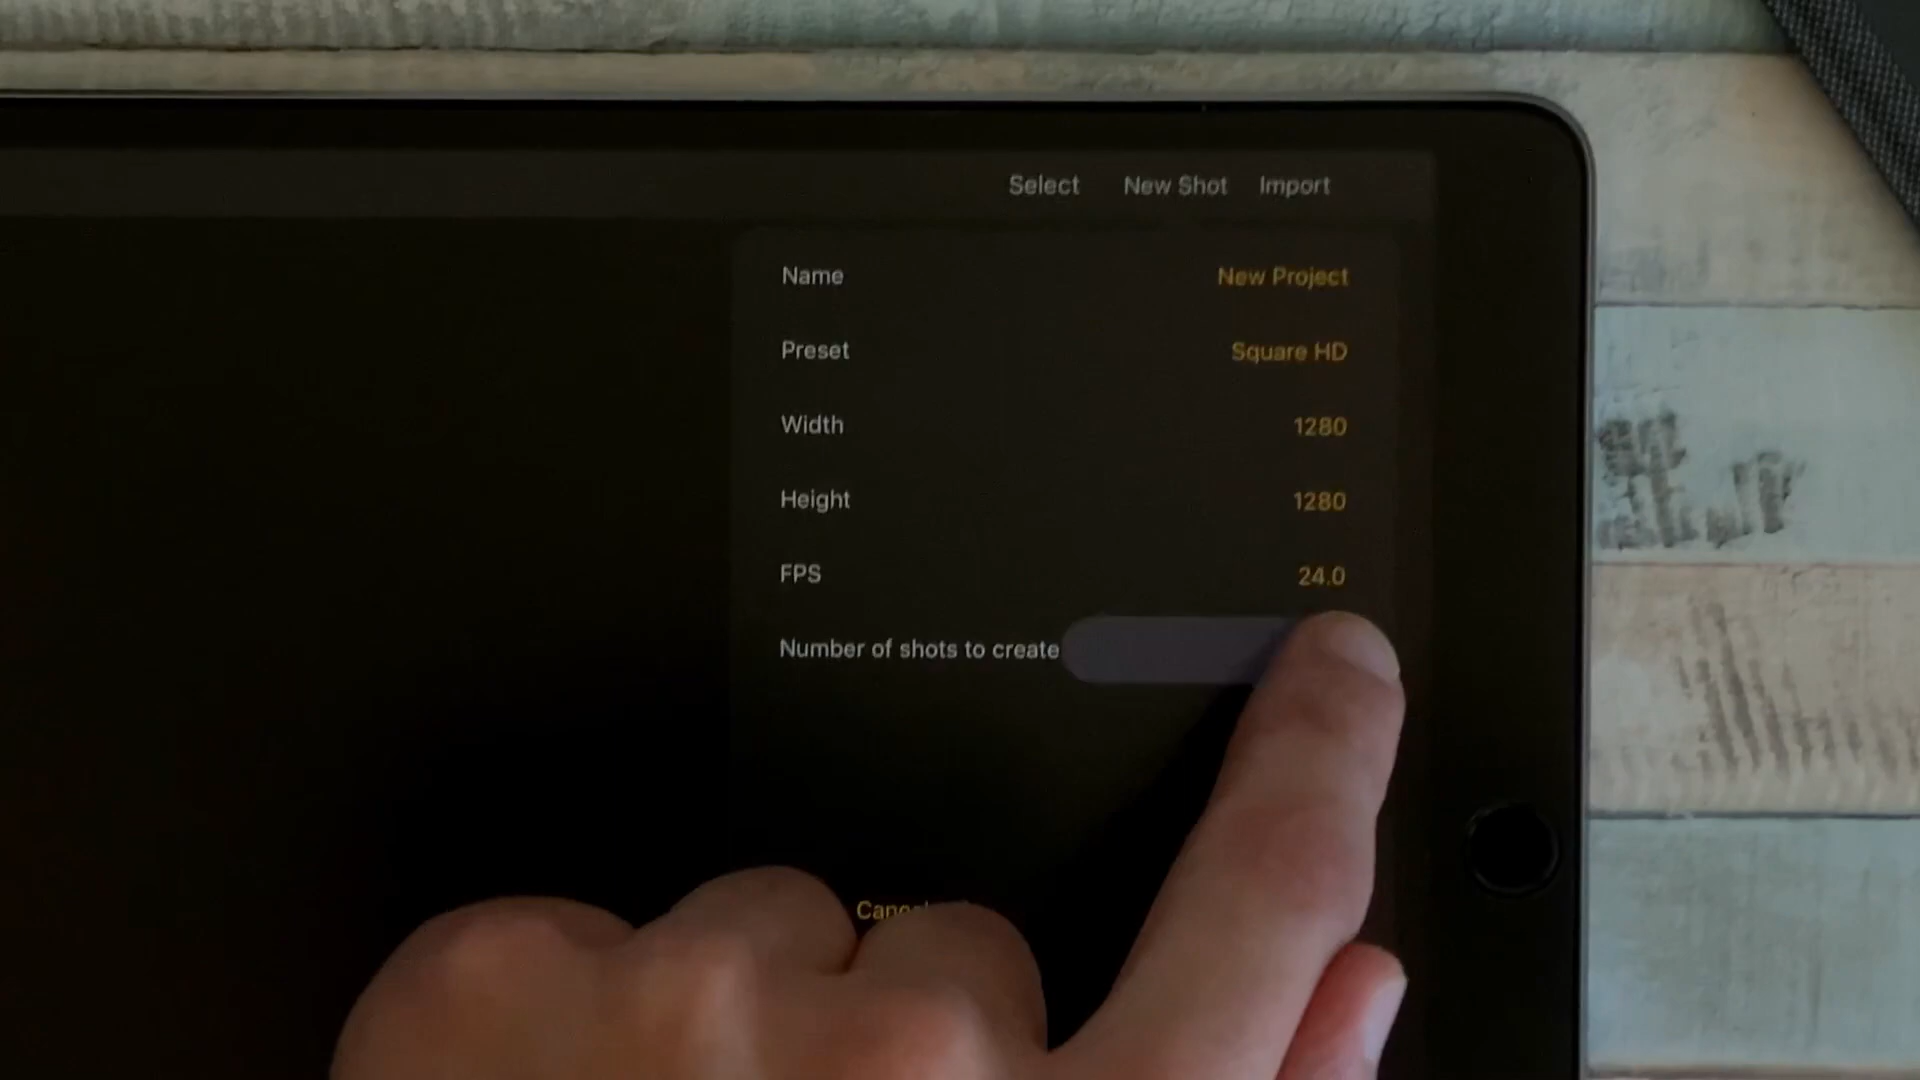 Select New Shot Import
Name New Project
Preset Square HD
Width 1280
Height 1280
FPS 24.0
Number of shots to create